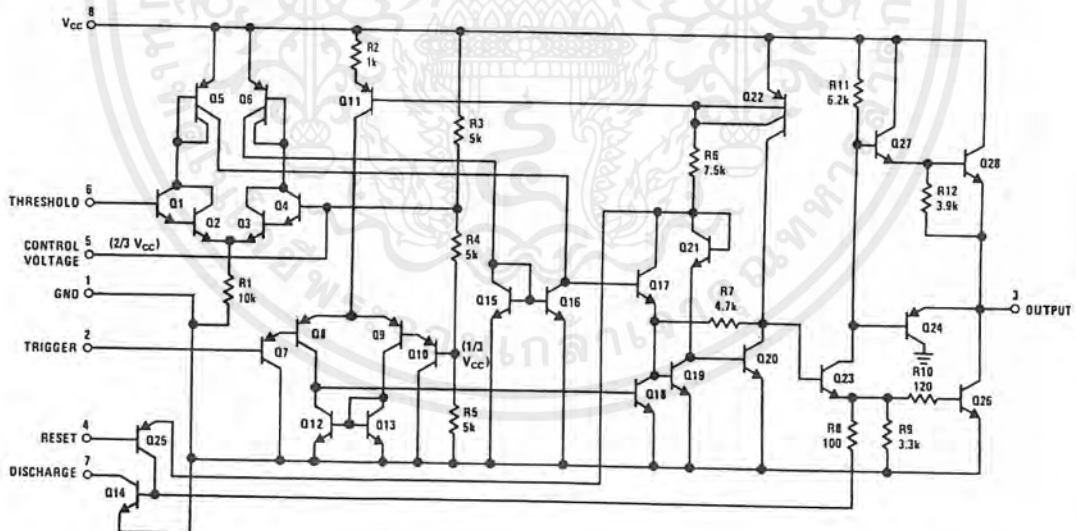 VCC 8
R2
1k
Q5
Q6
Q11
Q22
R11
6.2k
R3
5k
Q27
Q28
R6
7.5k
R12
3.9k
THRESHOLD 6
Q1
Q2
Q3
Q4
CONTROL
VOLTAGE 5 (2/3 VCC)
R4
5k
Q21
GND 1
R1
10k
Q15
Q16
Q17
R7
4.7k
3 OUTPUT
Q24
TRIGGER 2
Q7
Q8
Q9
Q10
(1/3
VCC)
Q18
Q19
Q20
Q23
R10
120
Q26
RESET 4
Q25
Q12
Q13
R5
5k
R8
100
R9
3.3k
DISCHARGE 7
Q14